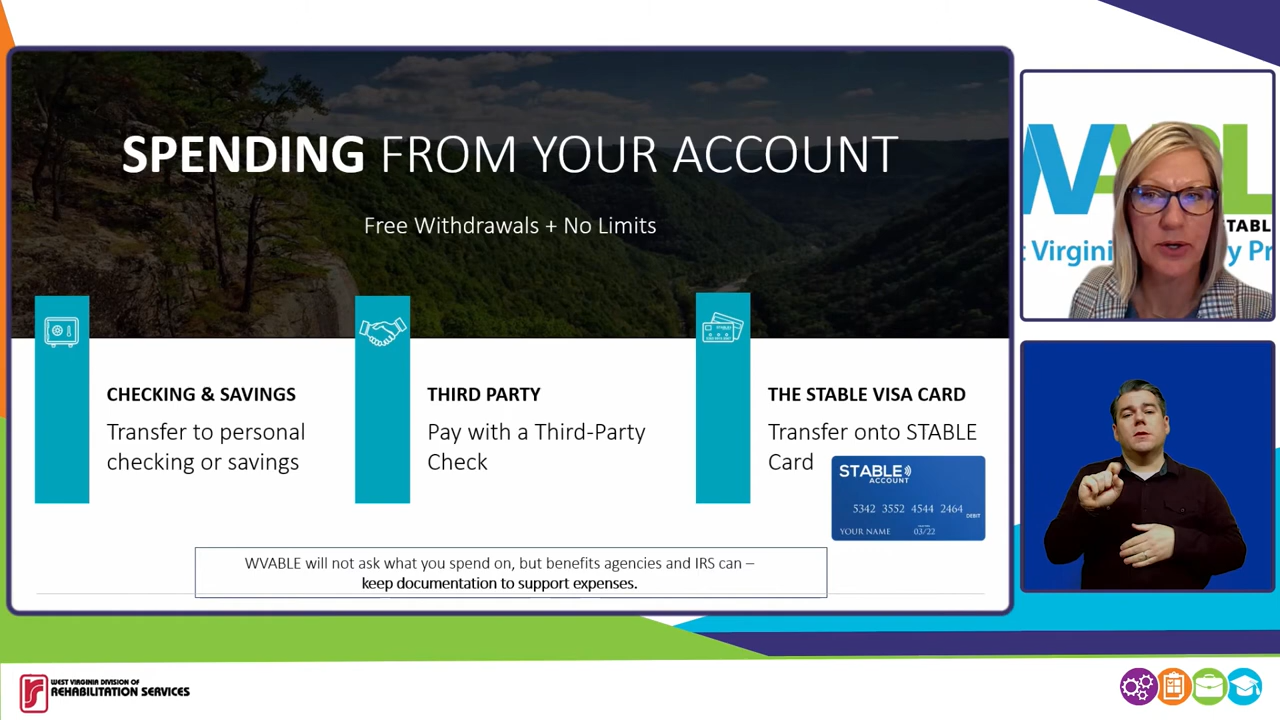 SPENDING FROM YOUR ACCOUNT
Free Withdrawals + No Limits
CHECKING & SAVINGS
Transfer to personal
checking or savings
THIRD PARTY
Pay with a Third-Party
Check
THE STABLE VISA CARD
Transfer onto STABLE
Card
STABLE
ACCOUNT
5342 3552 4544 2464
DEBIT
YOUR NAME 03/22
WVABLE will not ask what you spend on, but benefits agencies and IRS can –
keep documentation to support expenses.
WEST VIRGINIA DIVISION OF
REHABILITATION SERVICES